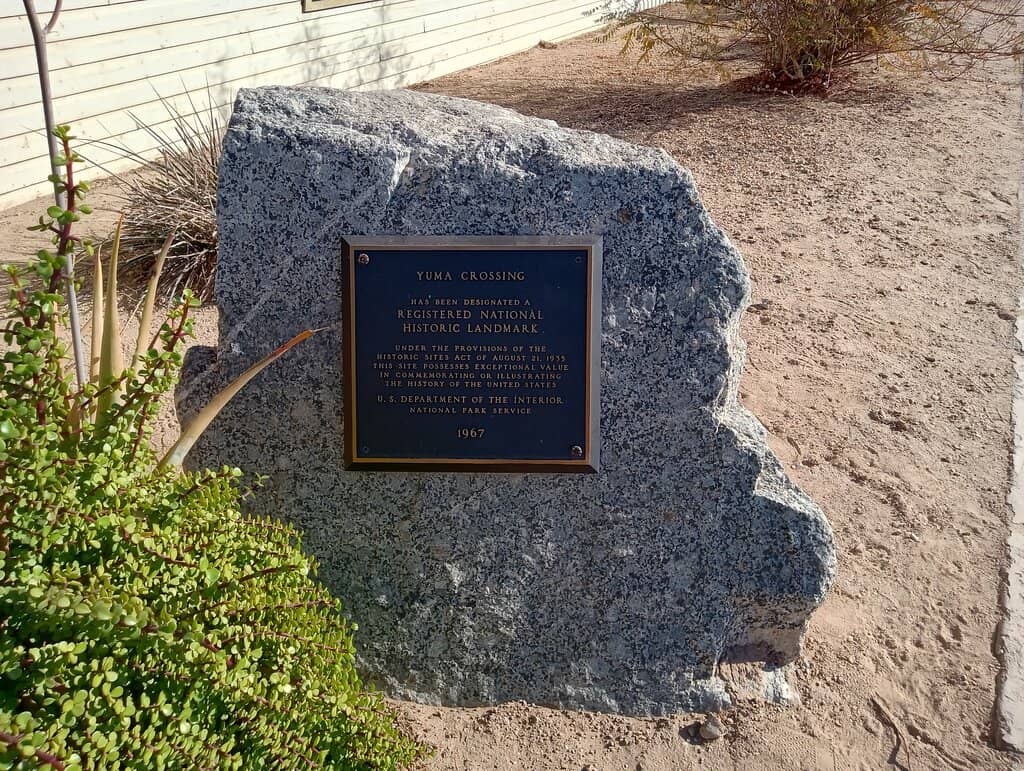 YUMA CROSSING
HAS BEEN DESIGNATED A
REGISTERED NATIONAL
HISTORIC LANDMARK
UNDER THE PROVISIONS OF THE
HISTORIC SITES ACT OF AUGUST 21, 1935
THIS SITE POSSESSES EXCEPTIONAL VALUE
IN COMMEMORATING OR ILLUSTRATING
THE HISTORY OF THE UNITED STATES
U. S. DEPARTMENT OF THE INTERIOR
NATIONAL PARK SERVICE
1967